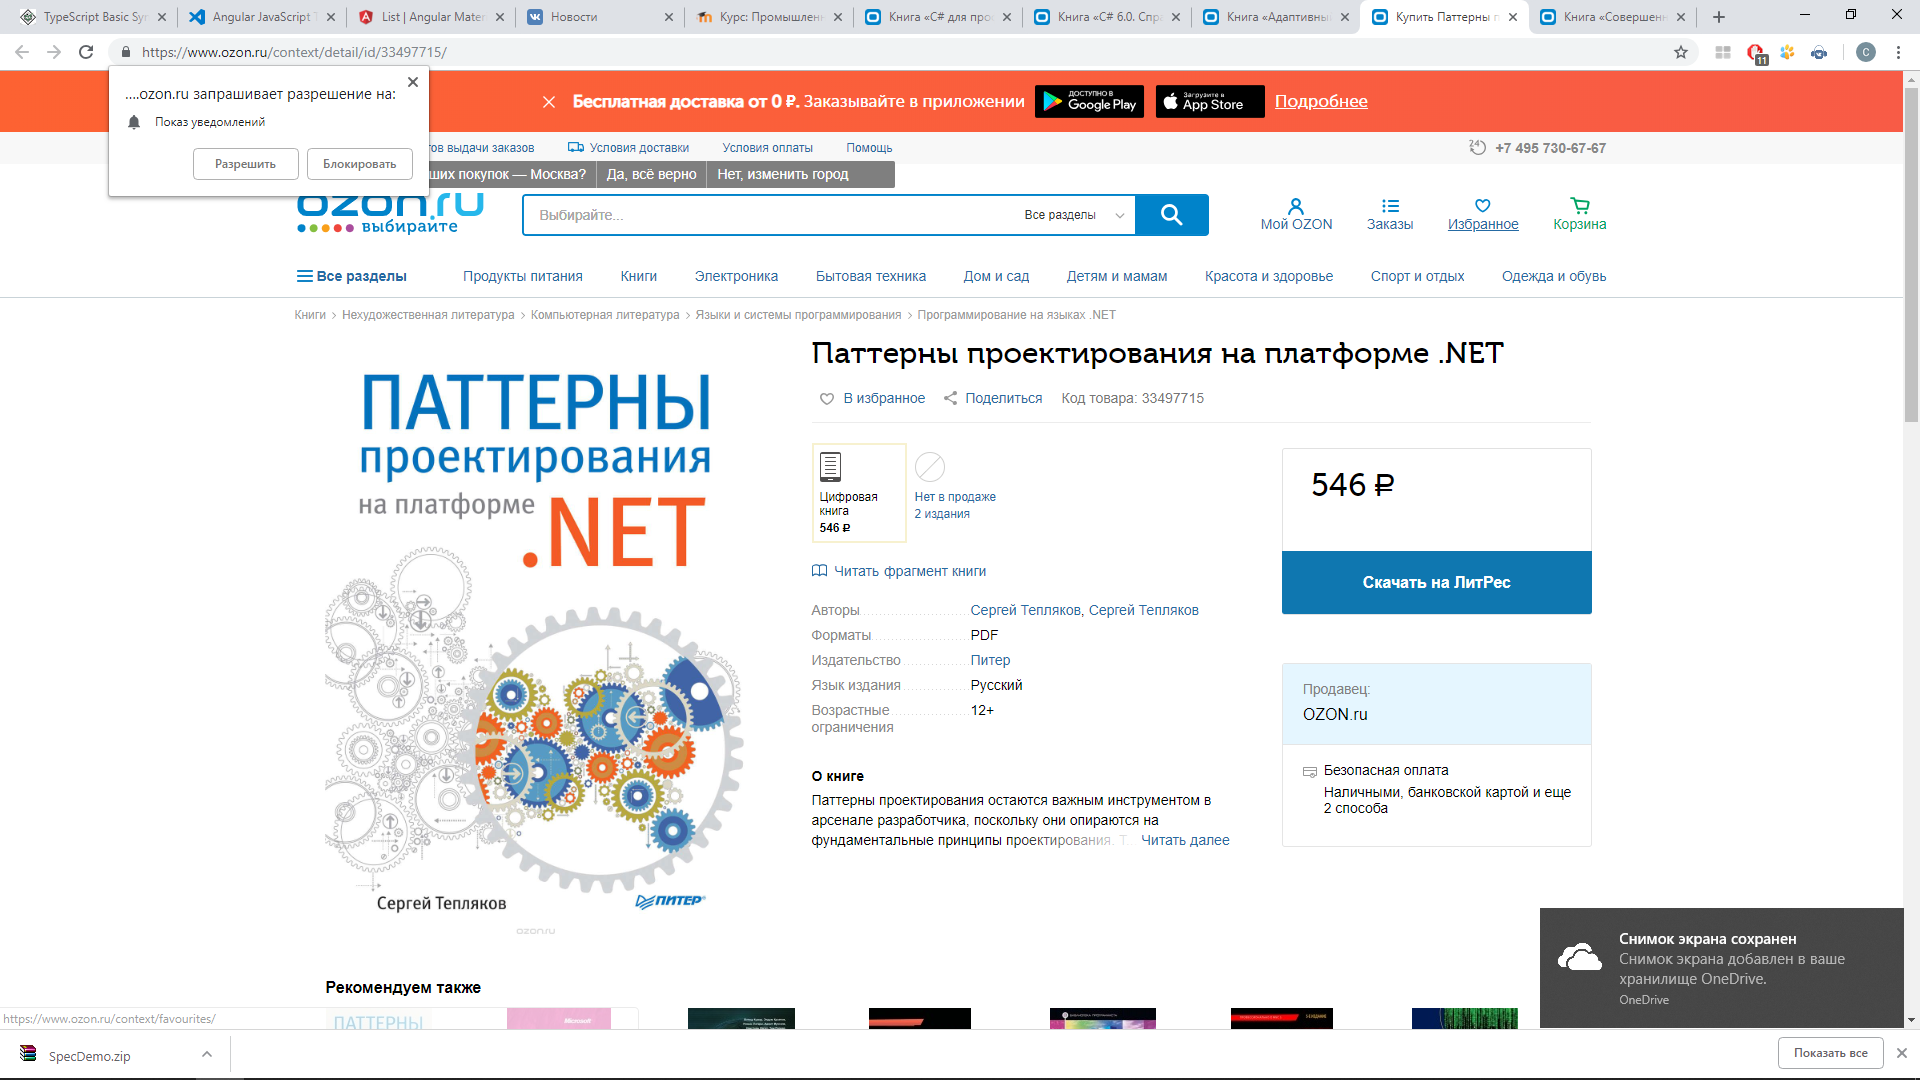 TypeScript Basic Syn
Angular JavaScript T
List | Angular Mater
Новости
Курс: Промышленн
Книга «C# для про
Книга «C# 6.0. Спра
Книга «Адаптивны
Купить Паттерны п
Книга «Совершенн
https://www.ozon.ru/context/detail/id/33497715/
11
C
....ozon.ru запрашивает разрешение на:
Показ уведомлений
Разрешить
Блокировать
Бесплатная доставка от 0 ₽. Заказывайте в приложении
ДОСТУПНО В
Google Play
Загрузите в
App Store
Подробнее
тов выдачи заказов
Условия доставки
Условия оплаты
Помощь
24
+7 495 730-67-67
ших покупок — Москва?
Да, всё верно
Нет, изменить город
ozon.ru
выбирайте
Выбирайте...
Все разделы
Мой OZON
Заказы
Избранное
Корзина
Все разделы
Продукты питания
Книги
Электроника
Бытовая техника
Дом и сад
Детям и мамам
Красота и здоровье
Спорт и отдых
Одежда и обувь
Книги > Нехудожественная литература > Компьютерная литература > Языки и системы программирования > Программирование на языках .NET
ПАТТЕРНЫ
проектирования
на платформе .NET
Сергей Тепляков
ПИТЕР
ozon.ru
Паттерны проектирования на платформе .NET
В избранное
Поделиться
Код товара: 33497715
Цифровая
книга
546 ₽
Нет в продаже
2 издания
Читать фрагмент книги
Авторы Сергей Тепляков, Сергей Тепляков
Форматы PDF
Издательство Питер
Язык издания Русский
Возрастные 12+
ограничения
О книге
Паттерны проектирования остаются важным инструментом в
арсенале разработчика, поскольку они опираются на
фундаментальные принципы проектирования. Т... Читать далее
546 ₽
Скачать на ЛитРес
Продавец:
OZON.ru
Безопасная оплата
Наличными, банковской картой и еще
2 способа
Снимок экрана сохранен
Снимок экрана добавлен в ваше
хранилище OneDrive.
OneDrive
Рекомендуем также
ПАТТЕРНЫ
Microsoft
https://www.ozon.ru/context/favourites/
SpecDemo.zip
Показать все